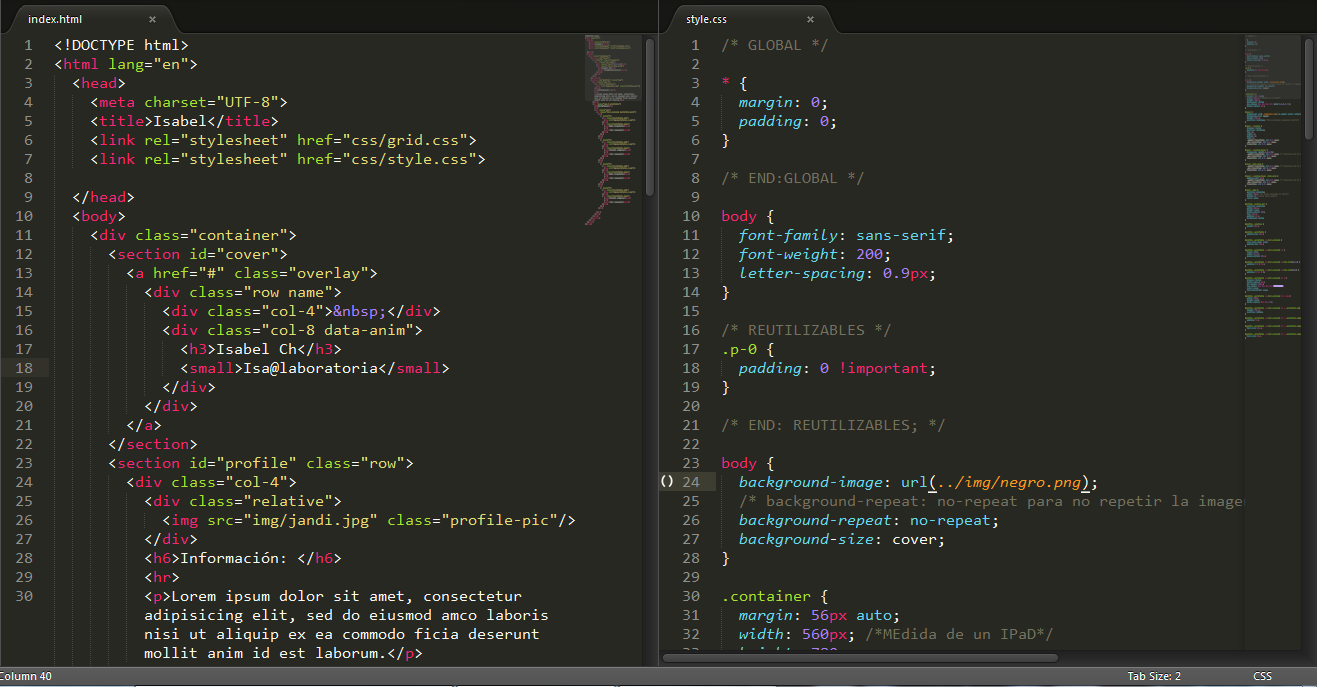 index.html ×
1 <!DOCTYPE html>
2 <html lang="en">
3 <head>
4 <meta charset="UTF-8">
5 <title>Isabel</title>
6 <link rel="stylesheet" href="css/grid.css">
7 <link rel="stylesheet" href="css/style.css">
8
9 </head>
10 <body>
11 <div class="container">
12 <section id="cover">
13 <a href="#" class="overlay">
14 <div class="row name">
15 <div class="col-4">&nbsp;</div>
16 <div class="col-8 data-anim">
17 <h3>Isabel Ch</h3>
18 <small>Isa@laboratoria</small>
19 </div>
20 </div>
21 </a>
22 </section>
23 <section id="profile" class="row">
24 <div class="col-4">
25 <div class="relative">
26 <img src="img/jandi.jpg" class="profile-pic"/>
27 </div>
28 <h6>Información: </h6>
29 <hr>
30 <p>Lorem ipsum dolor sit amet, consectetur
adipisicing elit, sed do eiusmod amco laboris
nisi ut aliquip ex ea commodo ficia deserunt
mollit anim id est laborum.</p>
style.css ×
1 /* GLOBAL */
2
3 * {
4 margin: 0;
5 padding: 0;
6 }
7
8 /* END:GLOBAL */
9
10 body {
11 font-family: sans-serif;
12 font-weight: 200;
13 letter-spacing: 0.9px;
14 }
15
16 /* REUTILIZABLES */
17 .p-0 {
18 padding: 0 !important;
19 }
20
21 /* END: REUTILIZABLES; */
22
23 body {
() 24 background-image: url(../img/negro.png);
25 /* background-repeat: no-repeat para no repetir la image
26 background-repeat: no-repeat;
27 background-size: cover;
28 }
29
30 .container {
31 margin: 56px auto;
32 width: 560px; /*MEdida de un IPaD*/
Column 40
Tab Size: 2
CSS